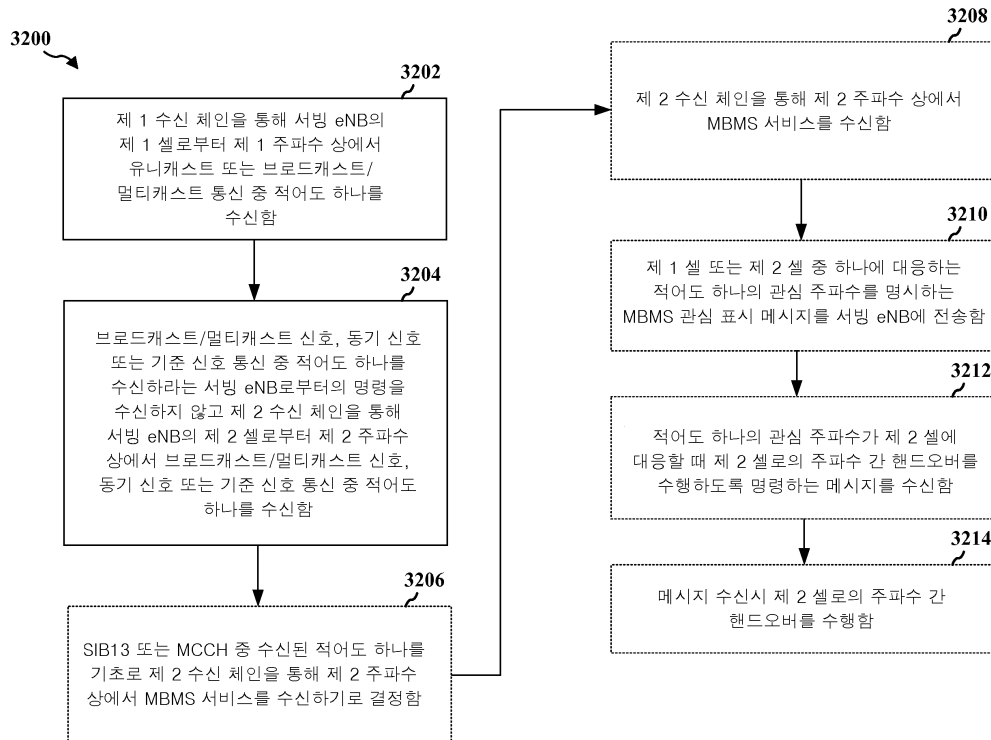 3200
3202
제 1 수신 체인을 통해 서빙 eNB의
제 1 셀로부터 제 1 주파수 상에서
유니캐스트 또는 브로드캐스트/
멀티캐스트 통신 중 적어도 하나를
수신함
3204
브로드캐스트/멀티캐스트 신호, 동기 신호
또는 기준 신호 통신 중 적어도 하나를
수신하라는 서빙 eNB로부터의 명령을
수신하지 않고 제 2 수신 체인을 통해
서빙 eNB의 제 2 셀로부터 제 2 주파수
상에서 브로드캐스트/멀티캐스트 신호,
동기 신호 또는 기준 신호 통신 중 적어도
하나를 수신함
3206
SIB13 또는 MCCH 중 수신된 적어도 하나를
기초로 제 2 수신 체인을 통해 제 2 주파수
상에서 MBMS 서비스를 수신하기로 결정함
3208
제 2 수신 체인을 통해 제 2 주파수 상에서
MBMS 서비스를 수신함
3210
제 1 셀 또는 제 2 셀 중 하나에 대응하는
적어도 하나의 관심 주파수를 명시하는
MBMS 관심 표시 메시지를 서빙 eNB에 전송함
3212
적어도 하나의 관심 주파수가 제 2 셀에
대응할 때 제 2 셀로의 주파수 간 핸드오버를
수행하도록 명령하는 메시지를 수신함
3214
메시지 수신시 제 2 셀로의 주파수 간
핸드오버를 수행함